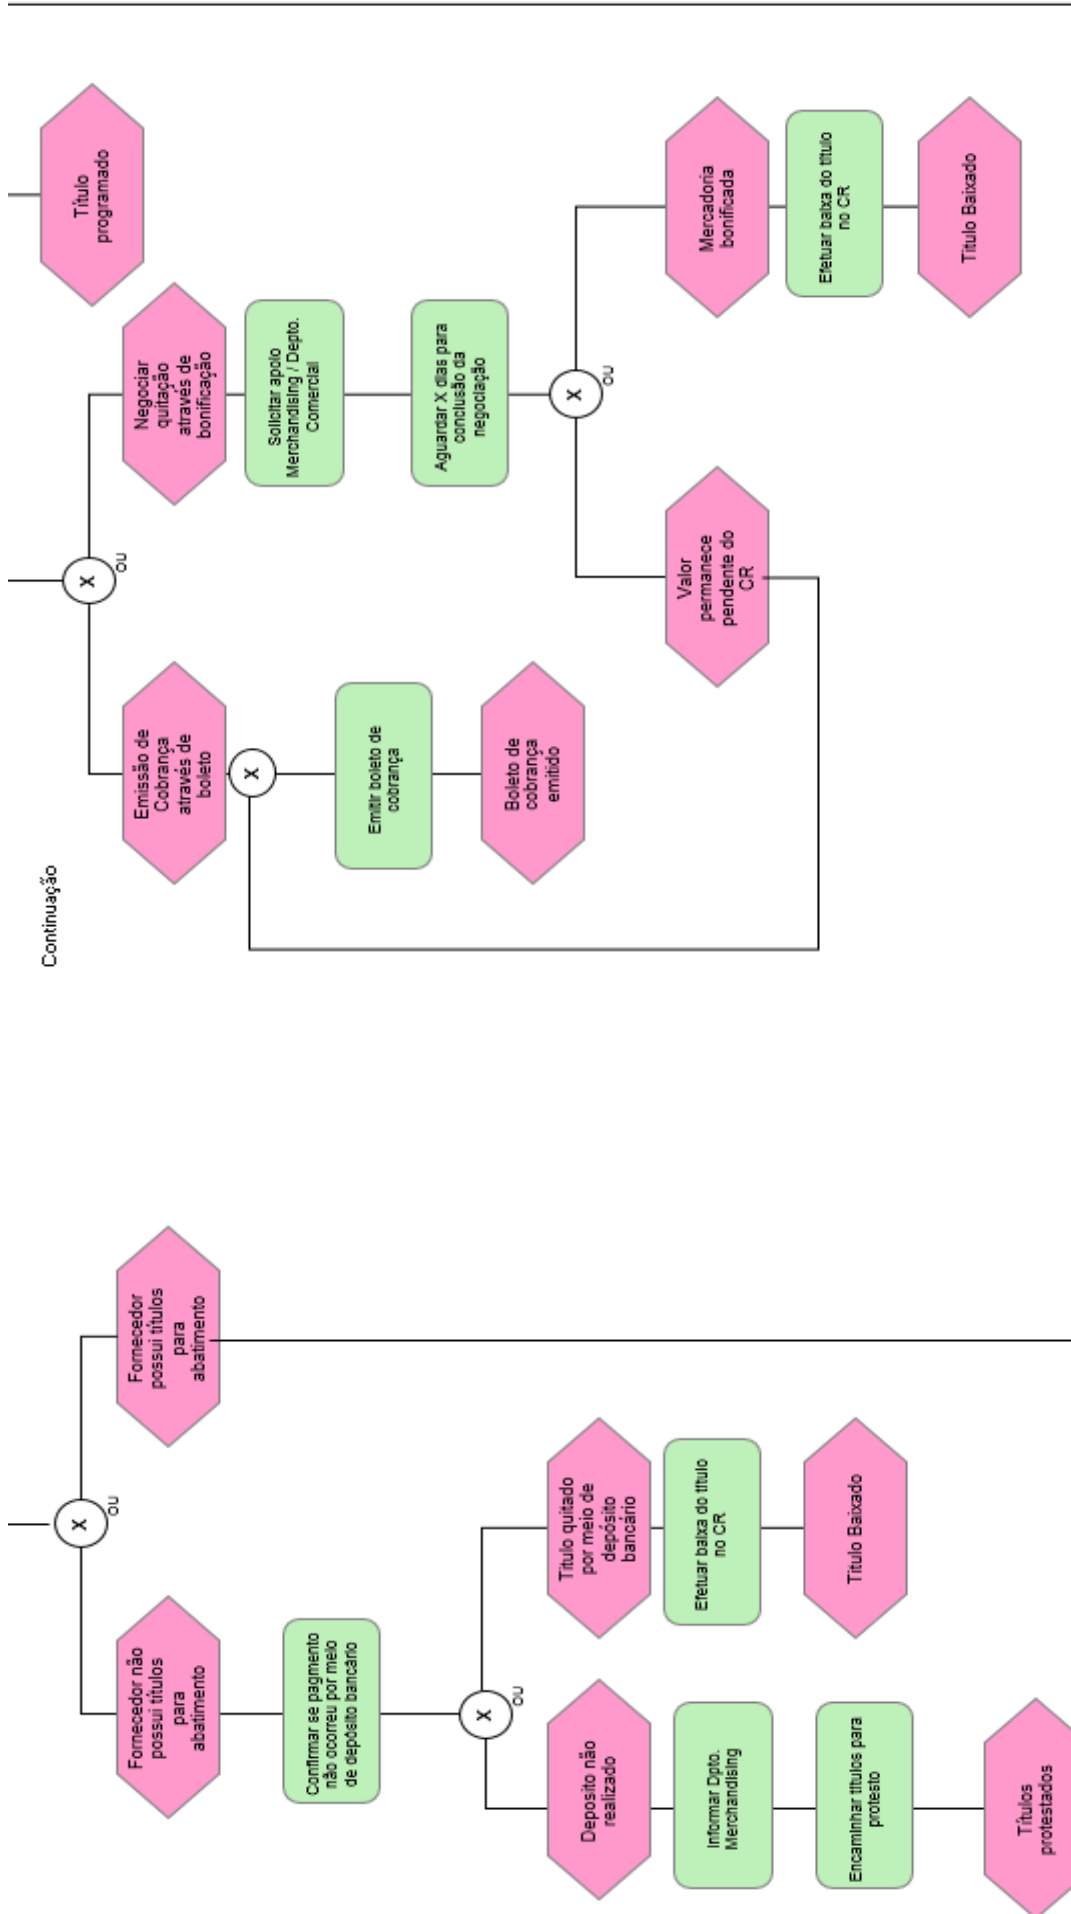 Continuação
Título
programado
ou
Emissão de
Cobrança
através de
boleto
Negociar
quitação
através de
bonificação
X
X
Solicitar apoio
Merchandising / Depto.
Comercial
Emitir boleto de
cobrança
Aguardar X dias para
conclusão da
negociação
Boleto de
cobrança
emitido
X
ou
Valor
permanece
pendente do
CR
Mercadoria
bonificada
Efetuar baixa do título
no CR
Título Baixado
X
ou
Fornecedor não
possui títulos
para
abatimento
Fornecedor
possui títulos
para
abatimento
Confirmar se pagmento
não ocorreu por meio
de depósito bancário
X
ou
Deposito não
realizado
Título quitado
por meio de
depósito
bancário
Informar Dpto.
Merchandising
Efetuar baixa do título
no CR
Encaminhar títulos para
protesto
Título Baixado
Títulos
protestados